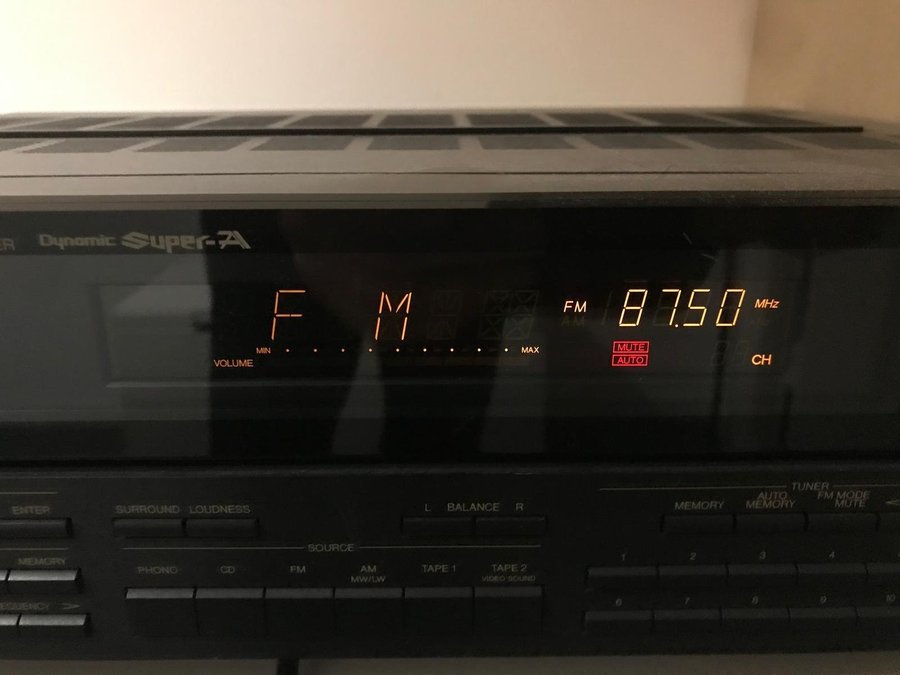 Dynamic Super-A
F M
FM 87.50 MHz
MIN MAX
VOLUME
MUTE
AUTO
CH
TUNER
ENTER SURROUND LOUDNESS L BALANCE R MEMORY AUTO MEMORY FM MODE MUTE
SOURCE
MEMORY PHONO CD FM AM MW/LW TAPE 1 TAPE 2 VIDEO SOUND
1 2 3 4
6 7 8 9 10